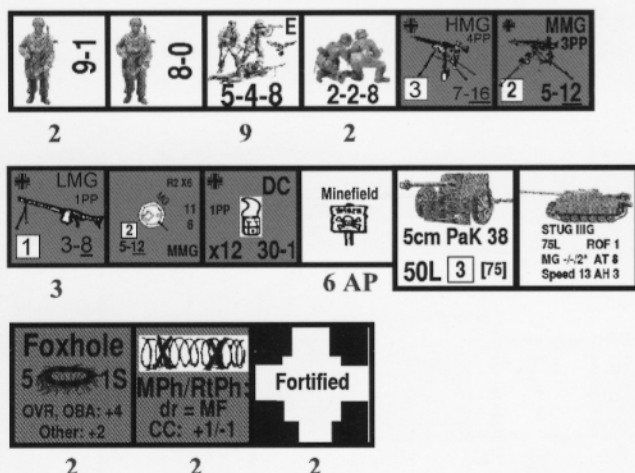 9-1
8-0
E
5-4-8
2-2-8
HMG
4PP
3
7-16
MMG
3PP
2
5-12
2
9
2
LMG
1PP
1
3-8
R2 X6
11
6
2
5-12
MMG
DC
1PP
x12 30-1
Minefield
5cm PaK 38
50L 3 [75]
STUG IIIG
75L ROF 1
MG -/-/2* AT 8
Speed 13 AH 3
3
6 AP
Foxhole
5 1S
OVR, OBA: +4
Other: +2
MPh/RtPh:
dr = MF
CC: +1/-1
Fortified
2
2
2